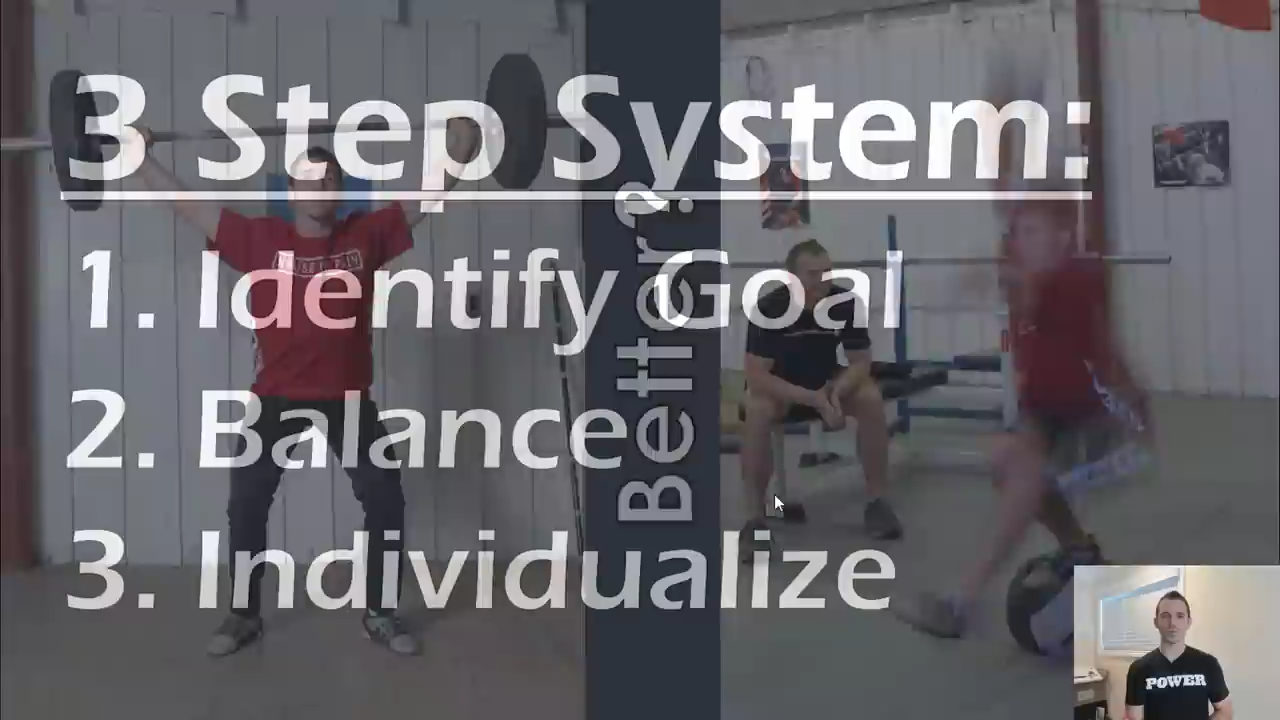 3 Step System:
1. Identify Goal
2. Balance
3. Individualize
Better?
POWER